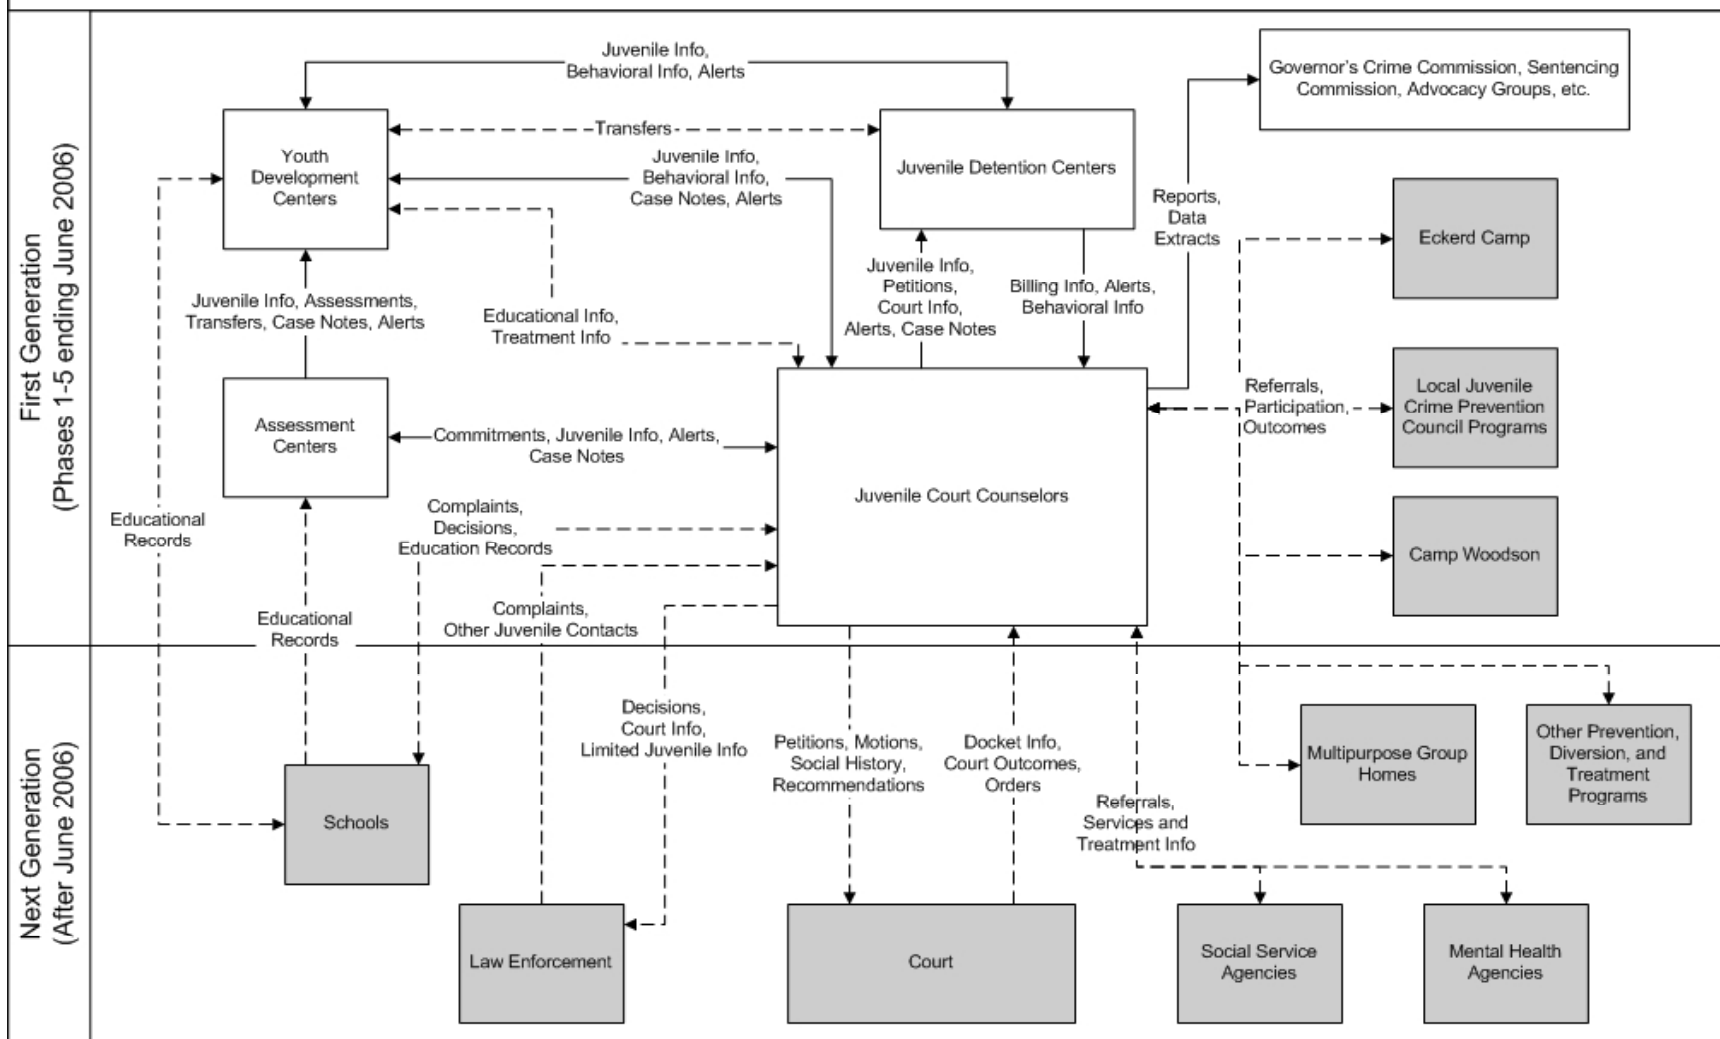 First Generation
(Phases 1-5 ending June 2006)
Juvenile Info,
Behavioral Info, Alerts
Governor's Crime Commission, Sentencing
Commission, Advocacy Groups, etc.
Youth
Development
Centers
Transfers
Juvenile Info,
Behavioral Info,
Case Notes, Alerts
Juvenile Detention Centers
Reports,
Data
Extracts
Eckerd Camp
Juvenile Info, Assessments,
Transfers, Case Notes, Alerts
Educational Info,
Treatment Info
Juvenile Info,
Petitions,
Court Info,
Alerts, Case Notes
Billing Info, Alerts,
Behavioral Info
Assessment
Centers
Commitments, Juvenile Info, Alerts,
Case Notes
Juvenile Court Counselors
Referrals,
Participation,
Outcomes
Local Juvenile
Crime Prevention
Council Programs
Educational
Records
Complaints,
Decisions,
Education Records
Camp Woodson
Educational
Records
Complaints,
Other Juvenile Contacts
Next Generation
(After June 2006)
Decisions,
Court Info,
Limited Juvenile Info
Petitions, Motions,
Social History,
Recommendations
Docket Info,
Court Outcomes,
Orders
Referrals,
Services and
Treatment Info
Multipurpose Group
Homes
Other Prevention,
Diversion, and
Treatment
Programs
Schools
Law Enforcement
Court
Social Service
Agencies
Mental Health
Agencies